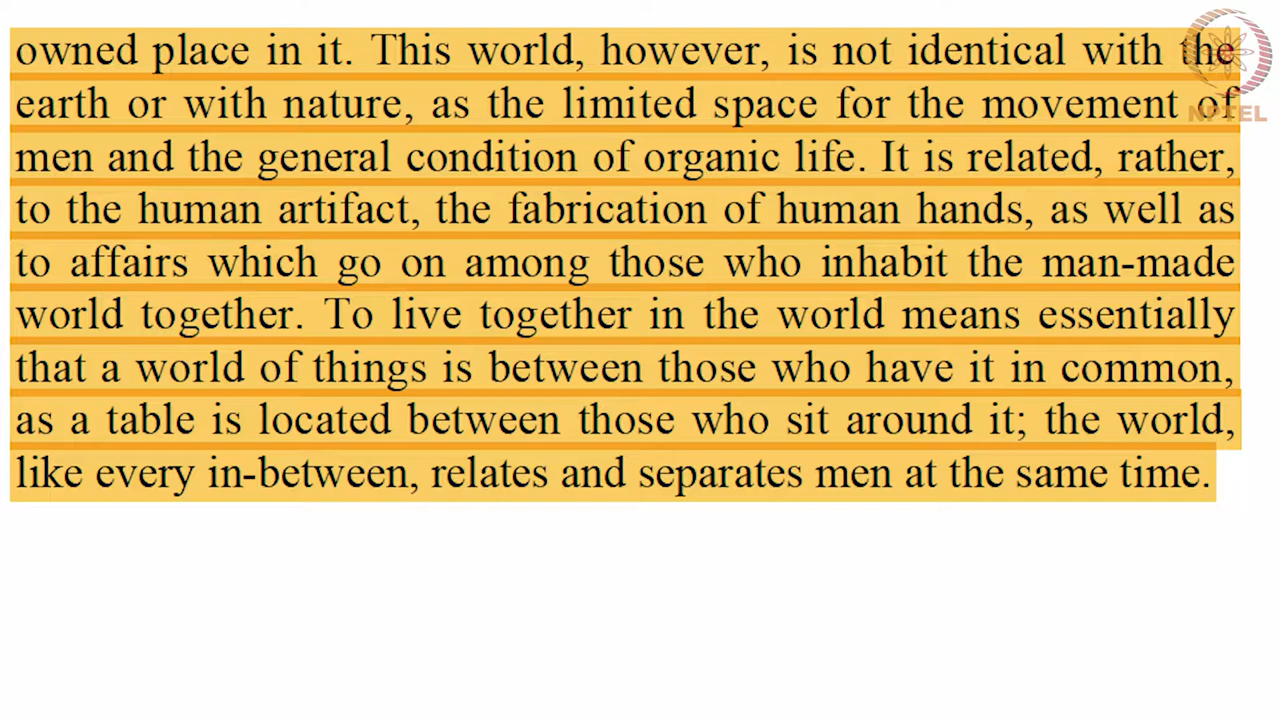 owned place in it. This world, however, is not identical with the
earth or with nature, as the limited space for the movement of
men and the general condition of organic life. It is related, rather,
to the human artifact, the fabrication of human hands, as well as
to affairs which go on among those who inhabit the man-made
world together. To live together in the world means essentially
that a world of things is between those who have it in common,
as a table is located between those who sit around it; the world,
like every in-between, relates and separates men at the same time.
NPTEL